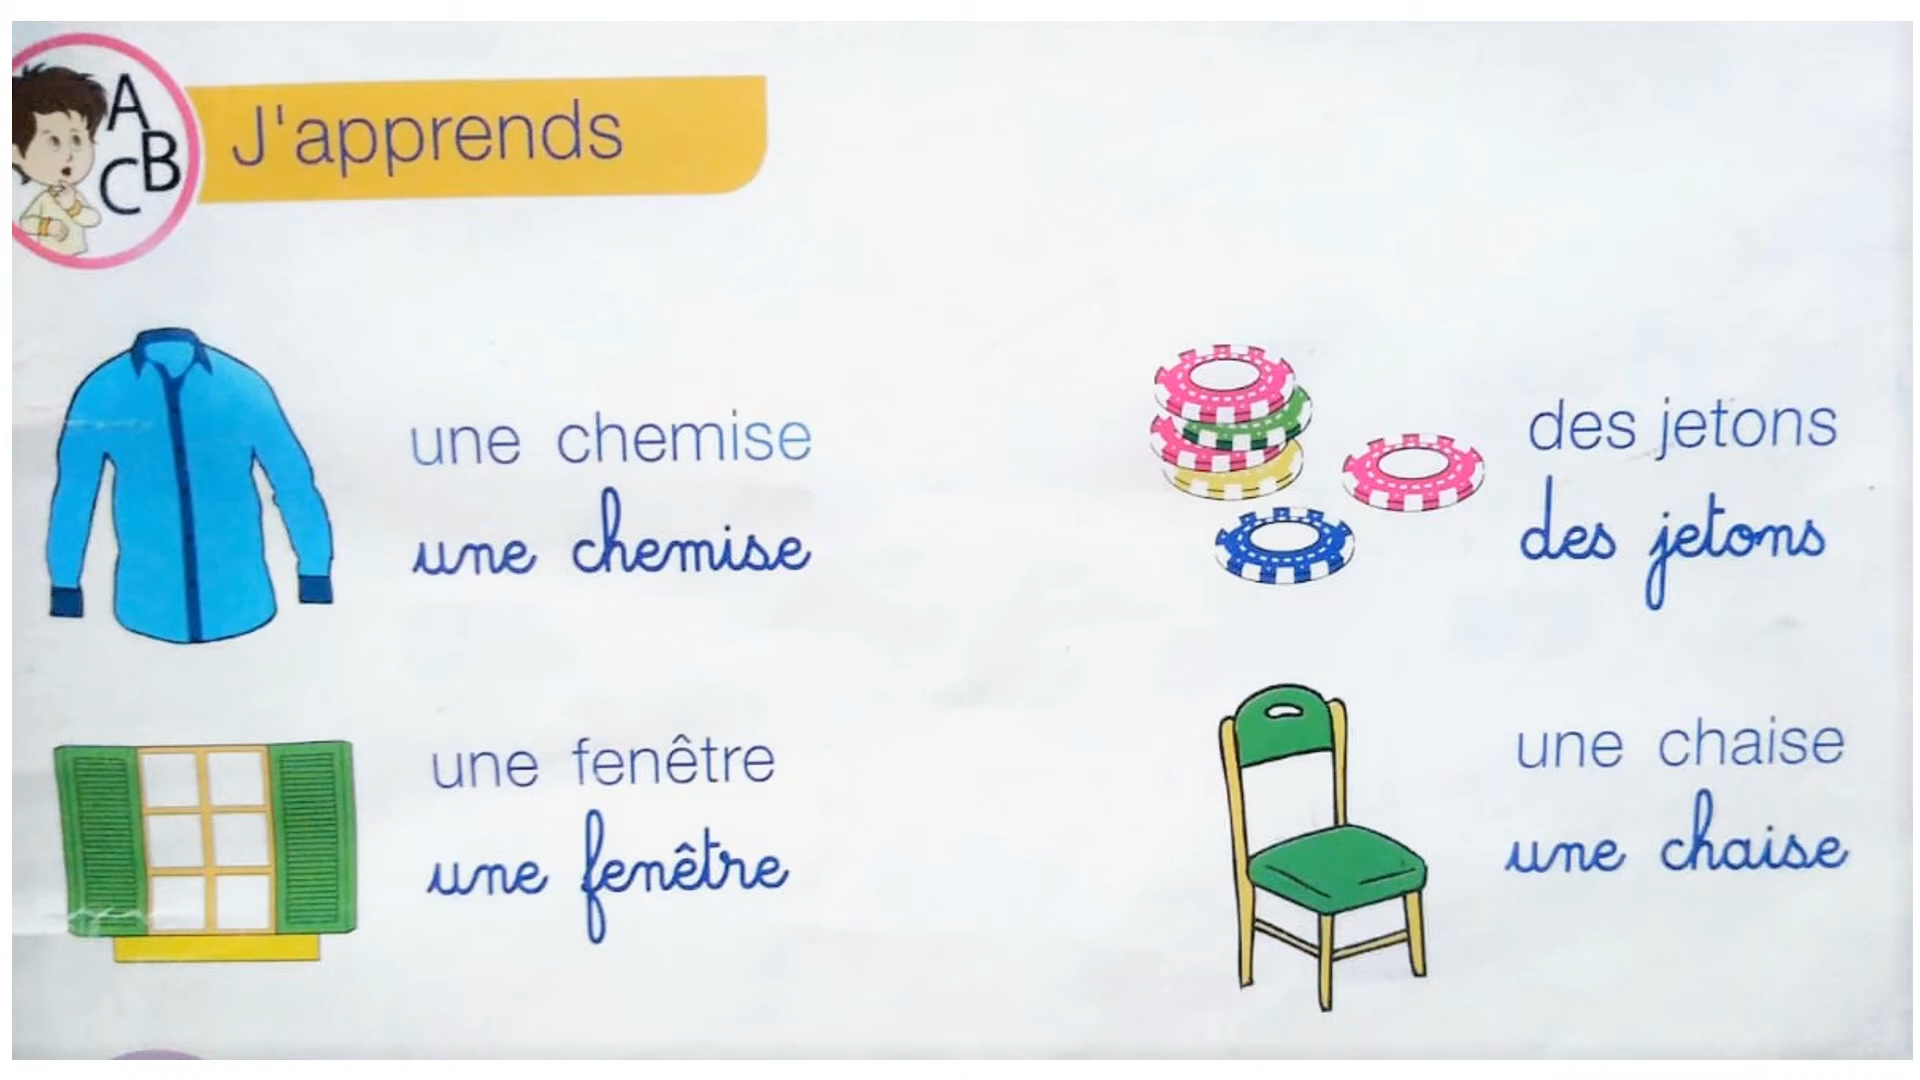 A
B
C
J'apprends
une chemise
une chemise
des jetons
des jetons
une fenêtre
une fenêtre
une chaise
une chaise